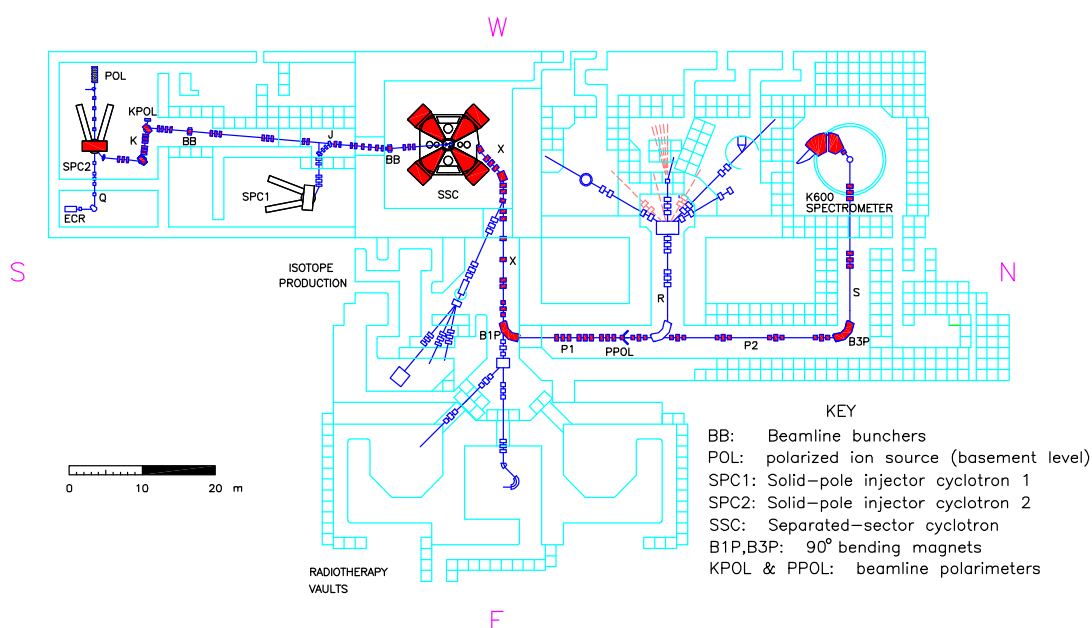 W
POL
KPOL
K
BB
J
BB
X
SPC2
SPC1
SSC
Q
ECR
K600
SPECTROMETER
S
ISOTOPE
PRODUCTION
X
N
R
S
B1P
P1
PPOL
P2
B3P
KEY
BB: Beamline bunchers
POL: polarized ion source (basement level)
SPC1: Solid-pole injector cyclotron 1
SPC2: Solid-pole injector cyclotron 2
SSC: Separated-sector cyclotron
B1P,B3P: 90° bending magnets
KPOL & PPOL: beamline polarimeters
0 10 20 m
RADIOTHERAPY
VAULTS
E